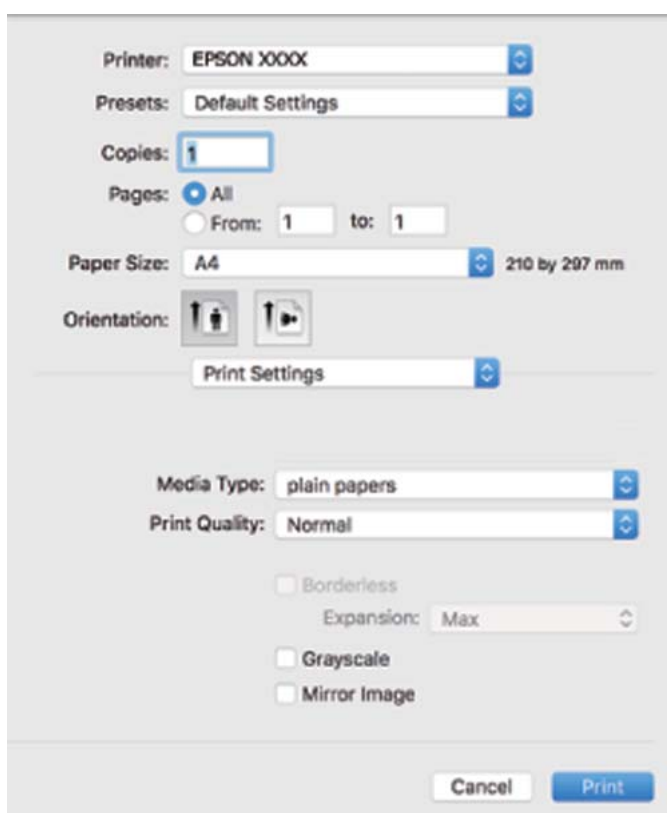 Printer: EPSON XXXX
Presets: Default Settings
Copies: 1
Pages: All
From: 1 to: 1
Paper Size: A4 210 by 297 mm
Orientation:
Print Settings
Media Type: plain papers
Print Quality: Normal
Borderless
Expansion: Max
Grayscale
Mirror Image
Cancel Print